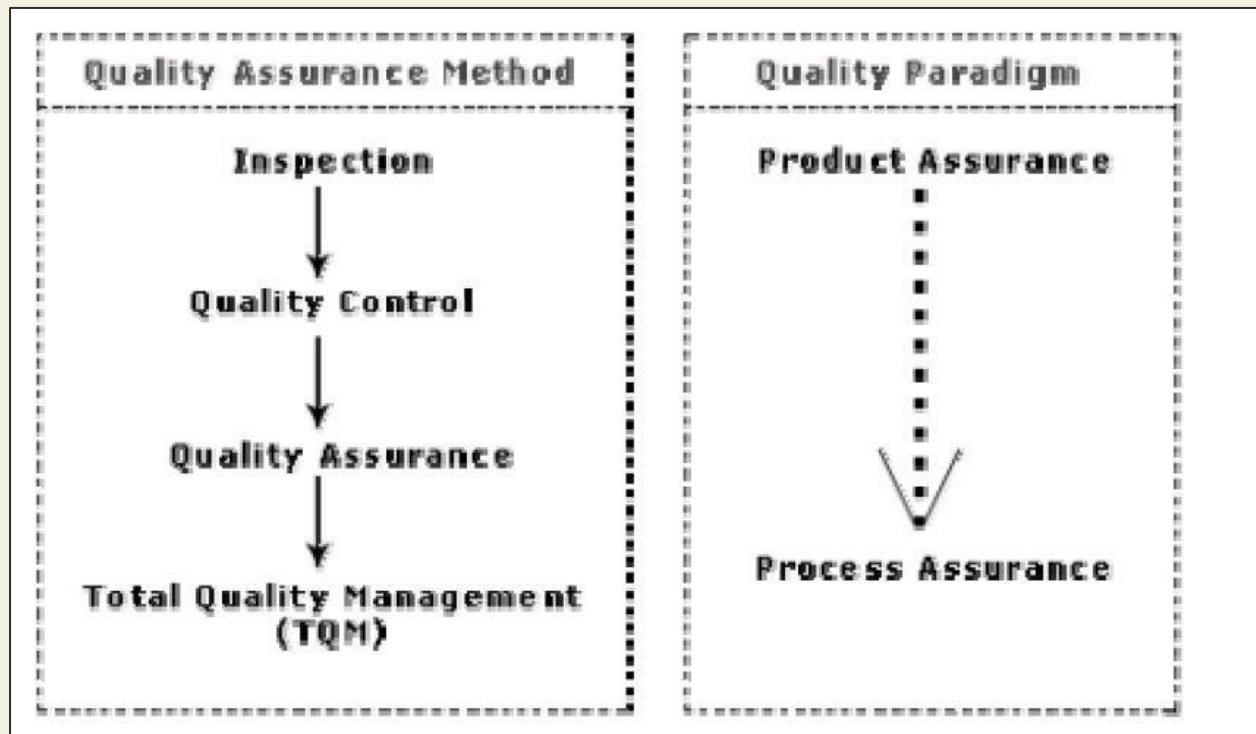 Quality Assurance Method
Inspection
Quality Control
Quality Assurance
Total Quality Management
(TQM)
Quality Paradigm
Product Assurance
Process Assurance